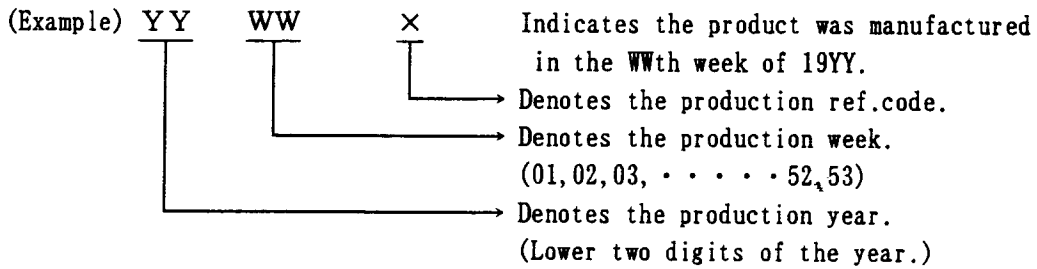 (Example) YY WW × Indicates the product was manufactured
in the WWth week of 19YY.
Denotes the production ref.code.
Denotes the production week.
(01,02,03, · · · · · 52,53)
Denotes the production year.
(Lower two digits of the year.)